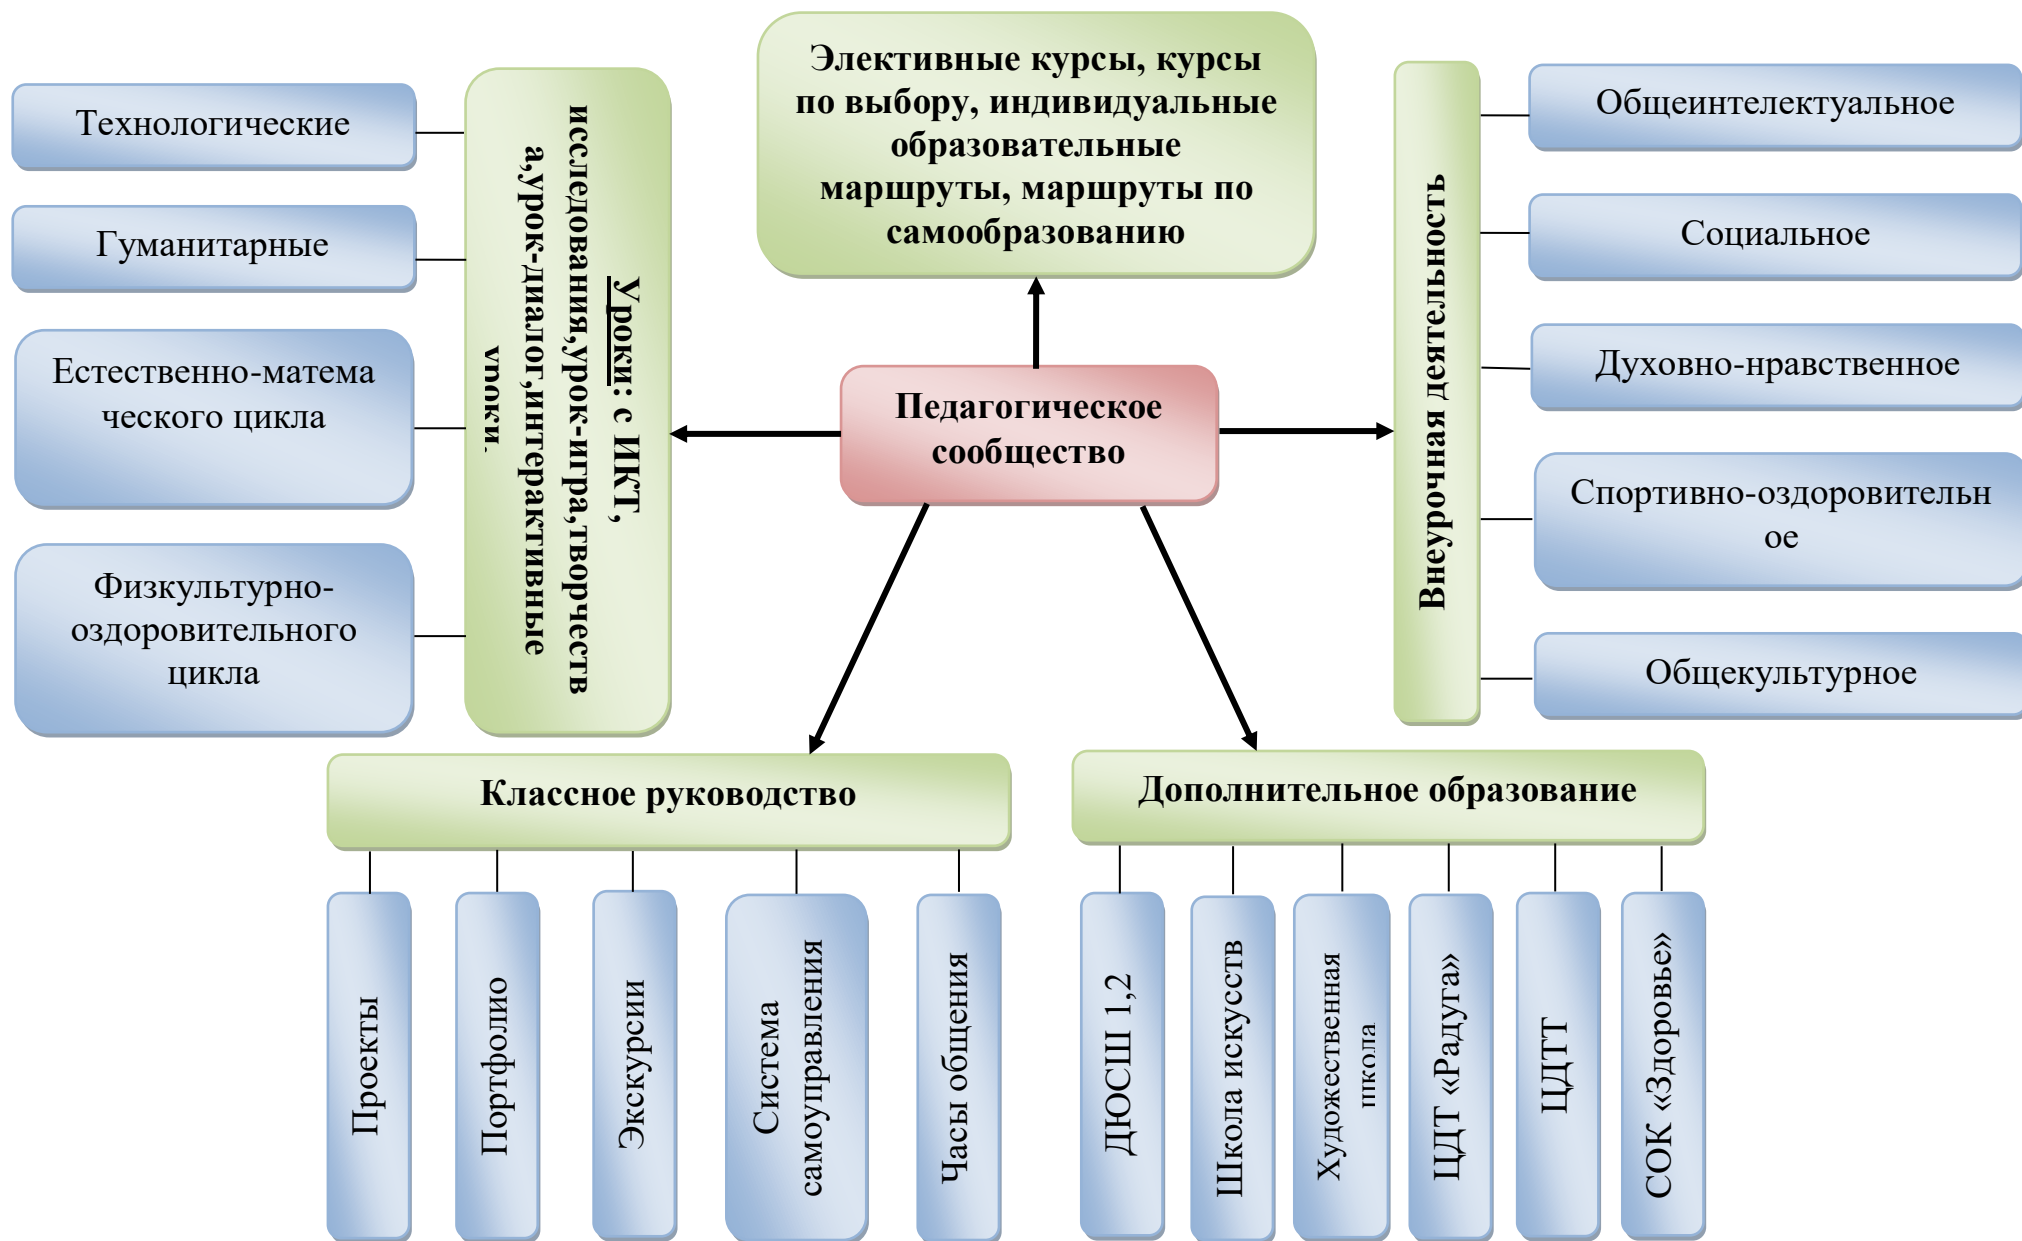 Элективные курсы, курсы
по выбору, индивидуальные
образовательные
маршруты, маршруты по
самообразованию
Технологические
Гуманитарные
Естественно-матема
ческого цикла
Физкультурно-
оздоровительного
цикла
Уроки: с ИКТ,
исследования,урок-игра,творчеств
а,урок-диалог,интерактивные
уроки.
Педагогическое
сообщество
Внеурочная деятельность
Общеинтелектуальное
Социальное
Духовно-нравственное
Спортивно-оздоровительн
ое
Общекультурное
Классное руководство
Проекты
Портфолио
Экскурсии
Система
самоуправления
Часы общения
Дополнительное образование
ДЮСШ 1,2
Школа искусств
Художественная
школа
ЦДТ «Радуга»
ЦДТТ
СОК «Здоровье»